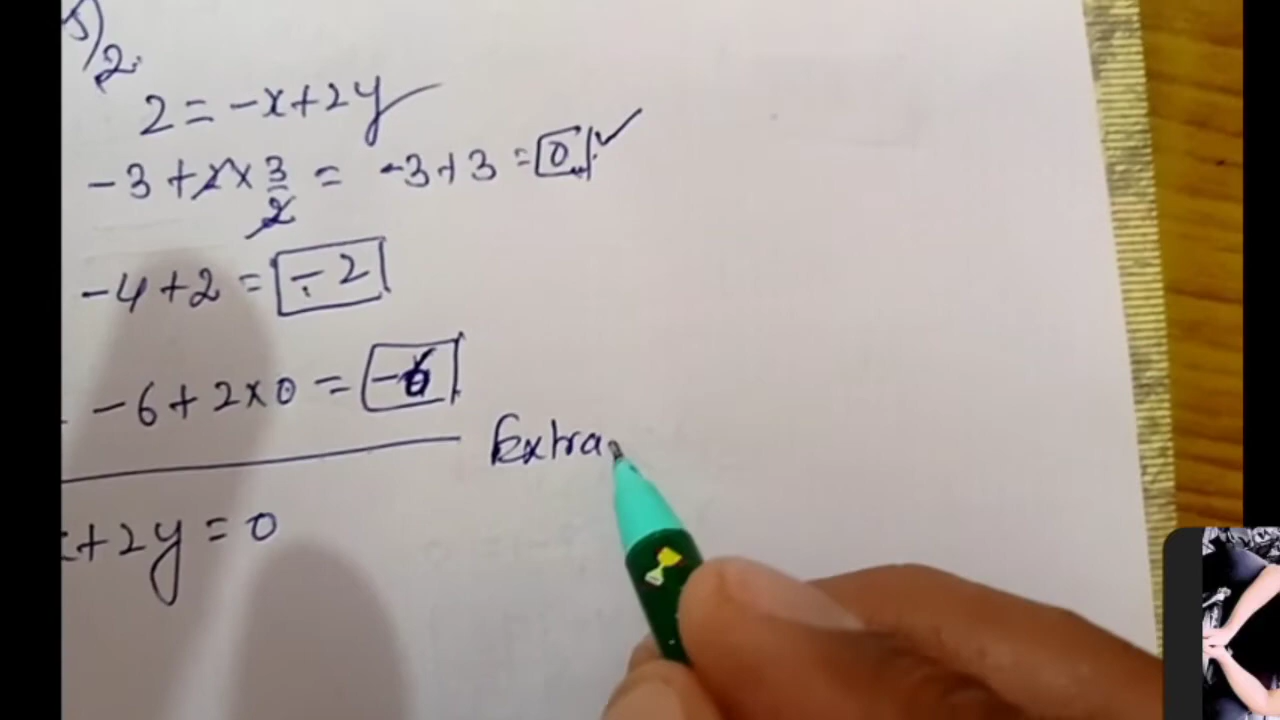 5/2.
2 = -x+2y
-3 + 2 × 3/2 = -3+3 = 0 ✓
-4+2 = -2
-6+2×0 = -6
Extra
x+2y = 0